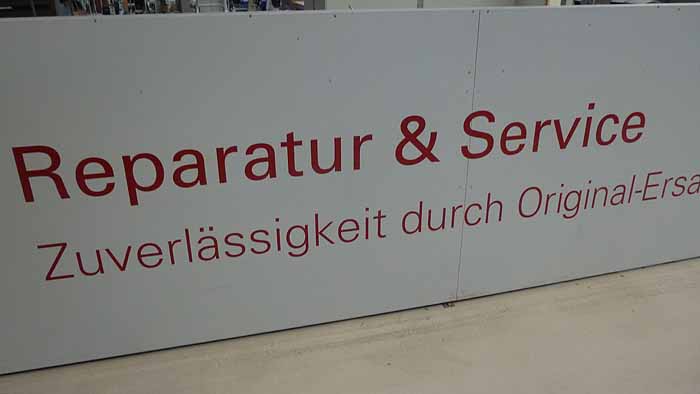 Reparatur & Service
Zuverlässigkeit durch Original-Ersa